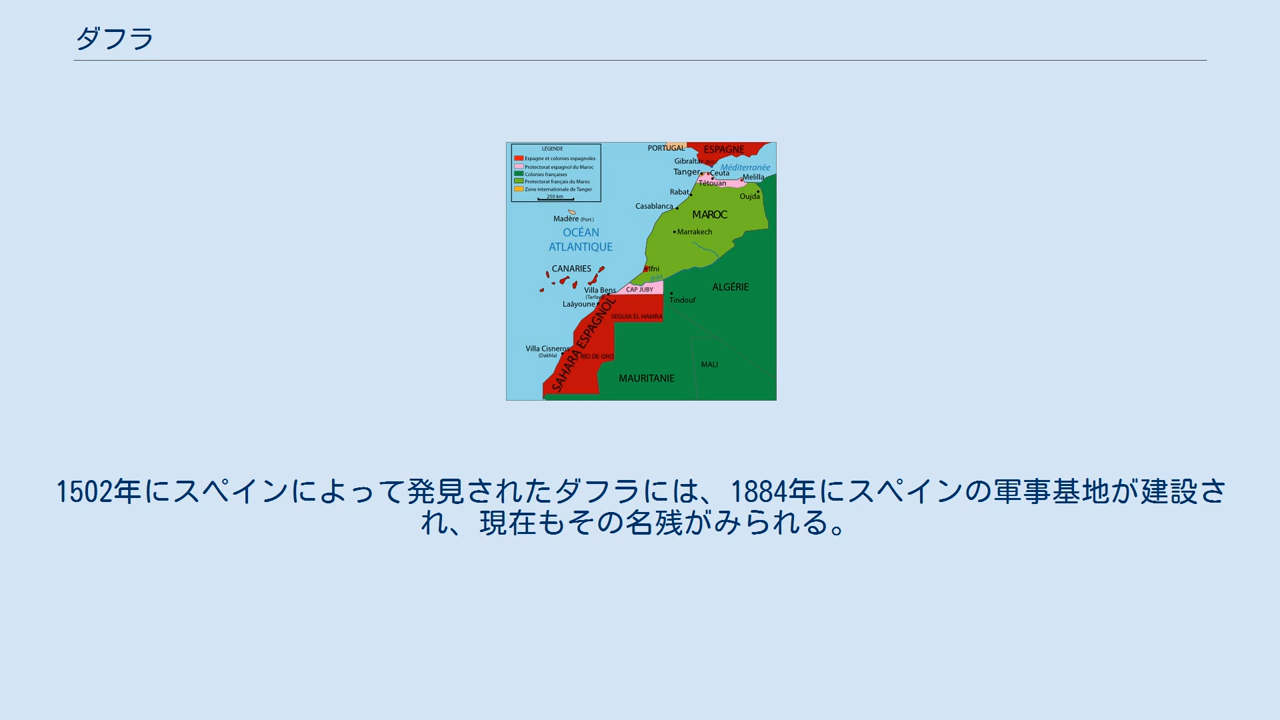 ダフラ
LÉGENDE
Espagne et colonies espagnoles
Protectorat espagnol du Maroc
Colonies françaises
Protectorat français du Maroc
Zone internationale de Tanger
250 km
PORTUGAL
ESPAGNE
Gibraltar
Méditerranée
Tanger
Ceuta
Tétouan
Melilla
Rabat
Oujda
Casablanca
MAROC
Madère (Port.)
Marrakech
OCÉAN
ATLANTIQUE
CANARIES
Ifni
Villa Bens
(Tarfaya)
CAP JUBY
ALGÉRIE
Tindouf
Laâyoune
SEGUIA EL HAMRA
SAHARA ESPAGNOL
Villa Cisneros
(Dakhla)
RÍO DE ORO
MALI
MAURITANIE
1502年にスペインによって発見されたダフラには、1884年にスペインの軍事基地が建設さ
れ、現在もその名残がみられる。